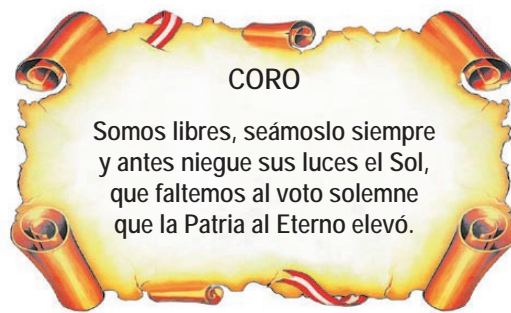 CORO
Somos libres, seámoslo siempre
y antes niegue sus luces el Sol,
que faltemos al voto solemne
que la Patria al Eterno elevó.